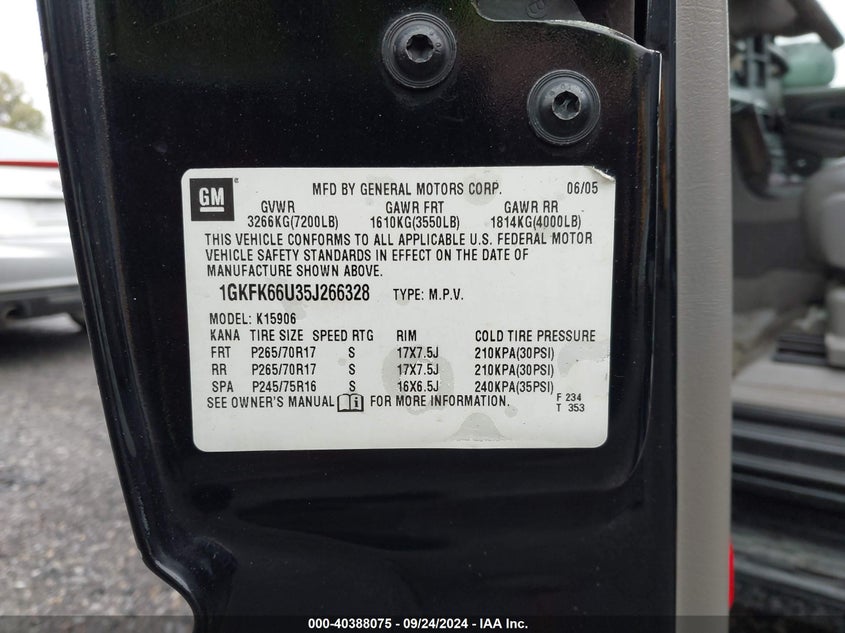 GM ®
MFD BY GENERAL MOTORS CORP. 06/05
GVWR GAWR FRT GAWR RR
3266KG(7200LB) 1610KG(3550LB) 1814KG(4000LB)
THIS VEHICLE CONFORMS TO ALL APPLICABLE U.S. FEDERAL MOTOR
VEHICLE SAFETY STANDARDS IN EFFECT ON THE DATE OF
MANUFACTURE SHOWN ABOVE.
1GKFK66U35J266328 TYPE: M.P.V.
MODEL: K15906
KANA TIRE SIZE SPEED RTG RIM COLD TIRE PRESSURE
FRT P265/70R17 S 17X7.5J 210KPA(30PSI)
RR P265/70R17 S 17X7.5J 210KPA(30PSI)
SPA P245/75R16 S 16X6.5J 240KPA(35PSI)
SEE OWNER'S MANUAL i FOR MORE INFORMATION. F 234
T 353
000-40388075 - 09/24/2024 - IAA Inc.